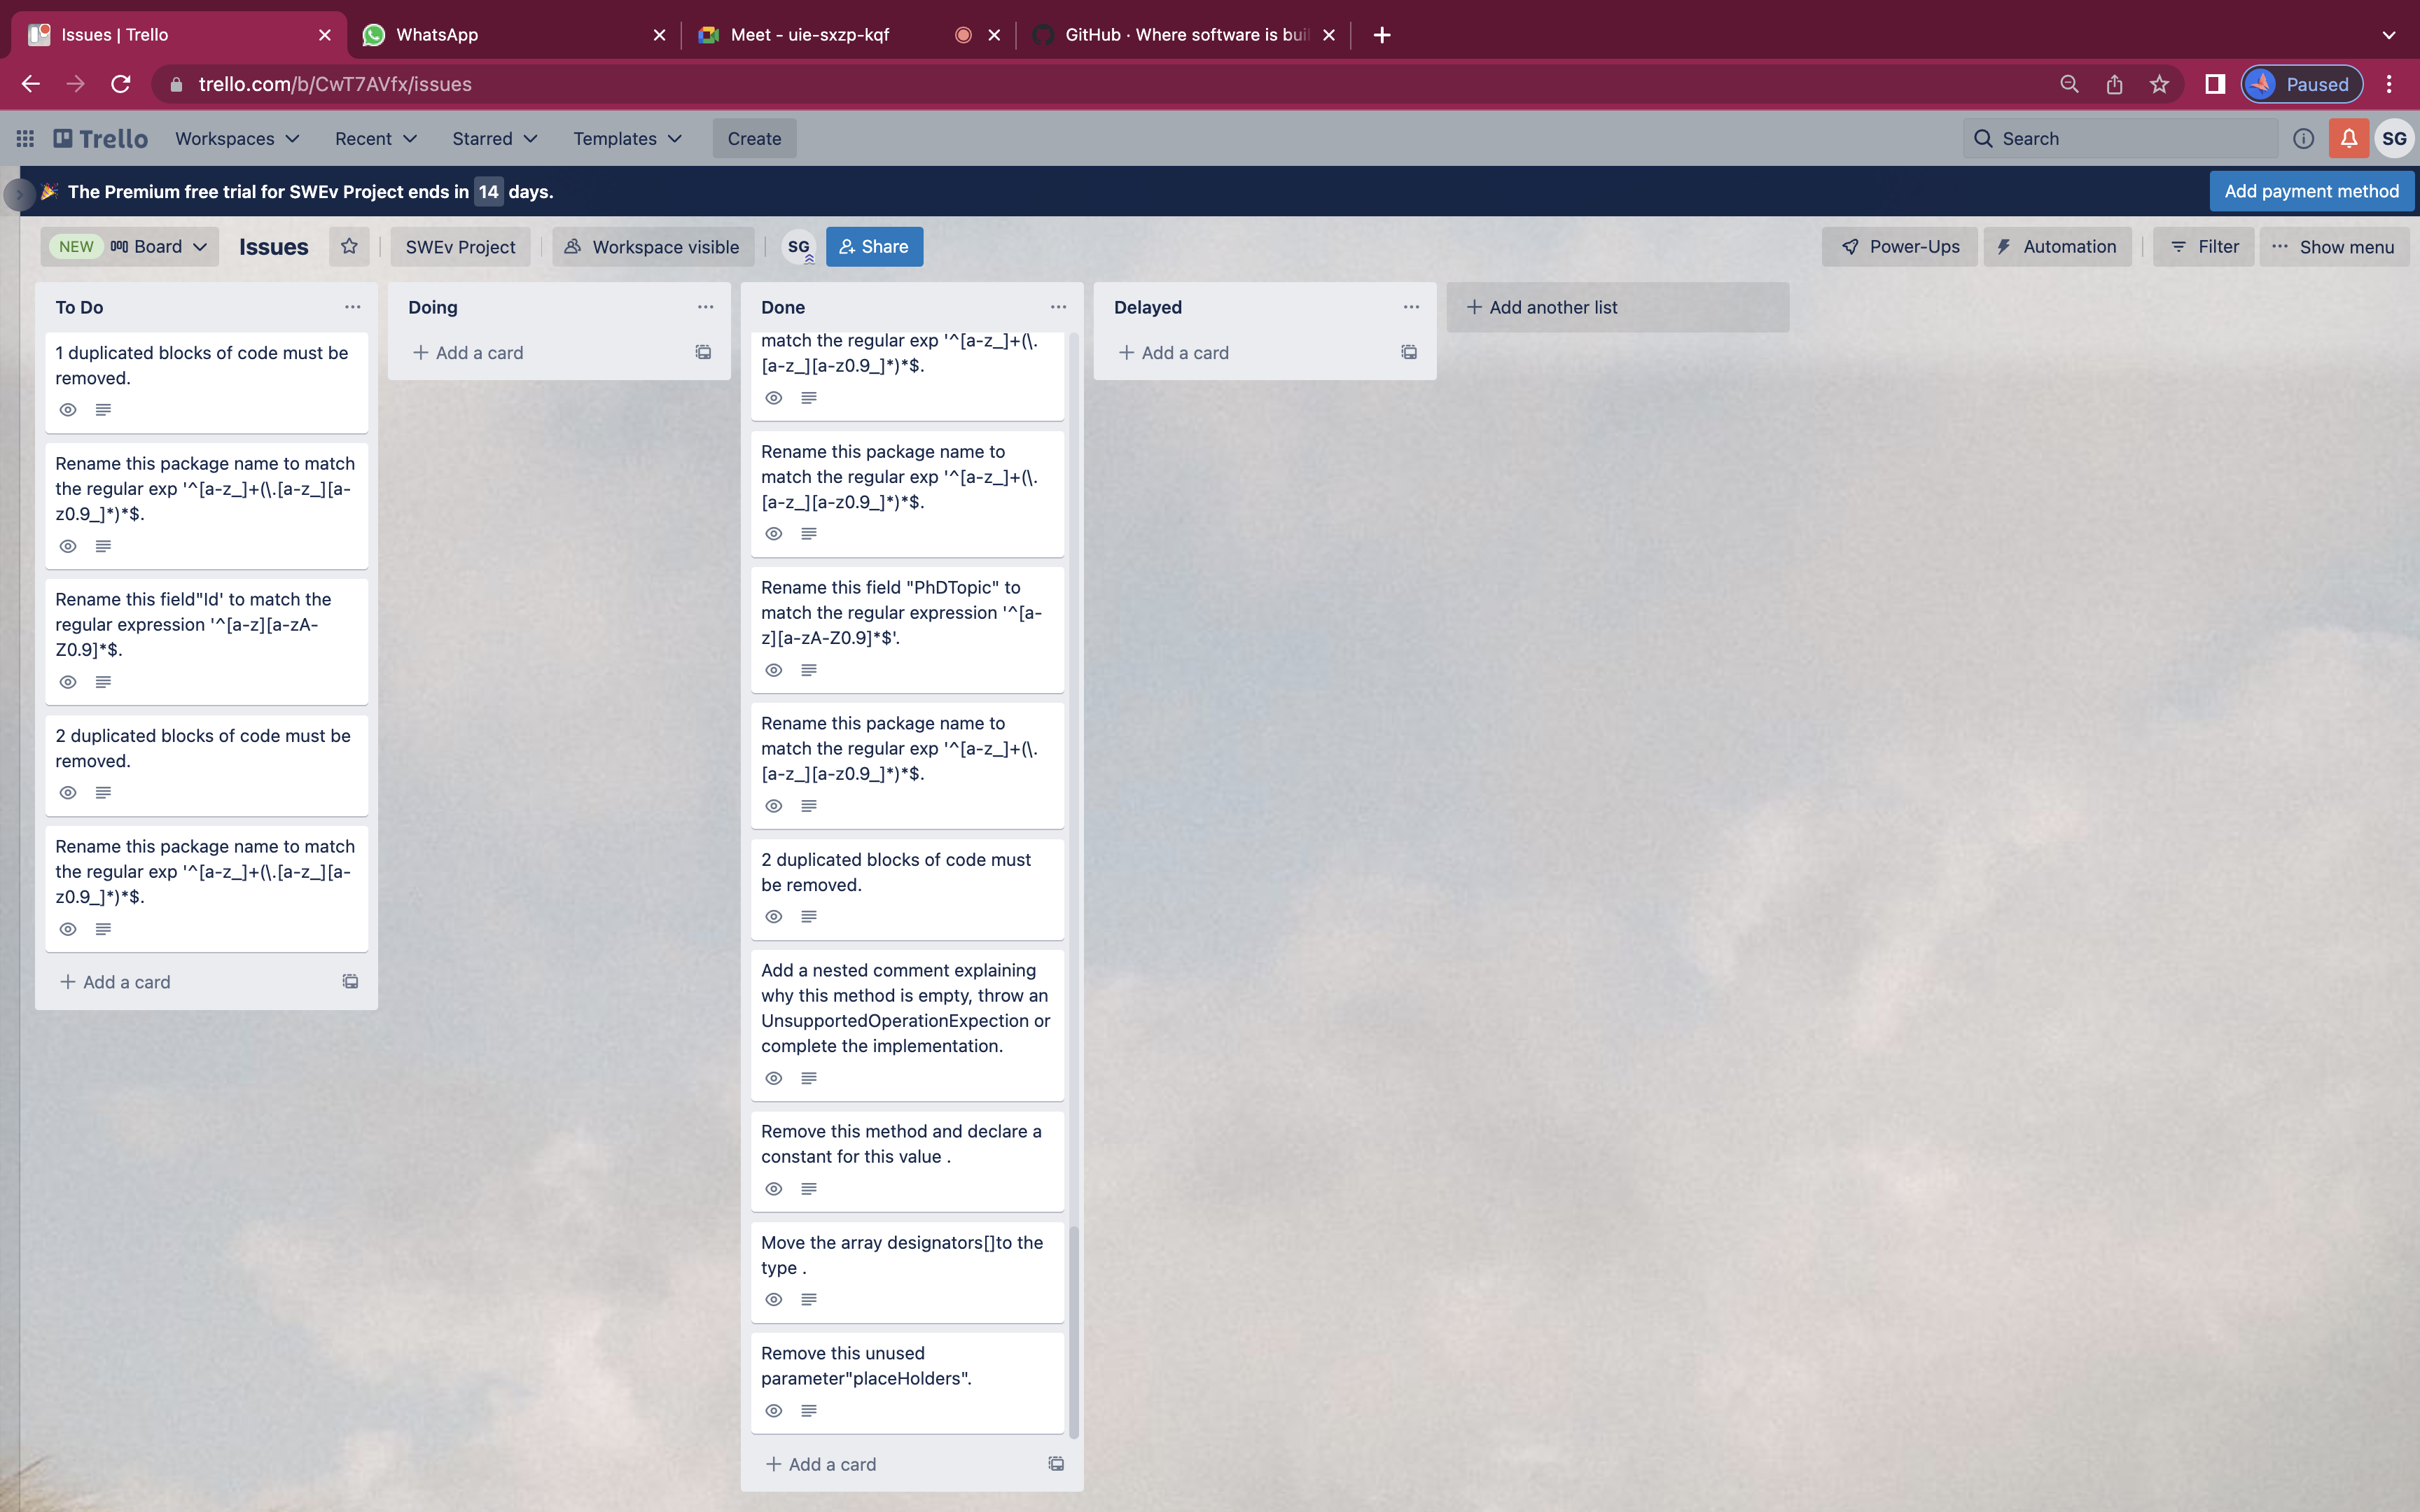 Issues | Trello
WhatsApp
Meet - uie-sxzp-kqf
GitHub · Where software is bui
trello.com/b/CwT7AVfx/issues
Paused
Trello
Workspaces
Recent
Starred
Templates
Create
Search
SG
The Premium free trial for SWEv Project ends in 14 days.
Add payment method
NEW Board
Issues
SWEv Project
Workspace visible
SG
Share
Power-Ups
Automation
Filter
Show menu
To Do
1 duplicated blocks of code must be
removed.
Rename this package name to match
the regular exp '^[a-z_]+(\.[a-z_][a-
z0.9_]*)*$.
Rename this field"Id' to match the
regular expression '^[a-z][a-zA-
Z0.9]*$.
2 duplicated blocks of code must be
removed.
Rename this package name to match
the regular exp '^[a-z_]+(\.[a-z_][a-
z0.9_]*)*$.
+ Add a card
Doing
+ Add a card
Done
match the regular exp '^[a-z_]+(\.
[a-z_][a-z0.9_]*)*$.
Rename this package name to
match the regular exp '^[a-z_]+(\.
[a-z_][a-z0.9_]*)*$.
Rename this field "PhDTopic" to
match the regular expression '^[a-
z][a-zA-Z0.9]*$'.
Rename this package name to
match the regular exp '^[a-z_]+(\.
[a-z_][a-z0.9_]*)*$.
2 duplicated blocks of code must
be removed.
Add a nested comment explaining
why this method is empty, throw an
UnsupportedOperationExpection or
complete the implementation.
Remove this method and declare a
constant for this value .
Move the array designators[]to the
type .
Remove this unused
parameter"placeHolders".
+ Add a card
Delayed
+ Add a card
+ Add another list